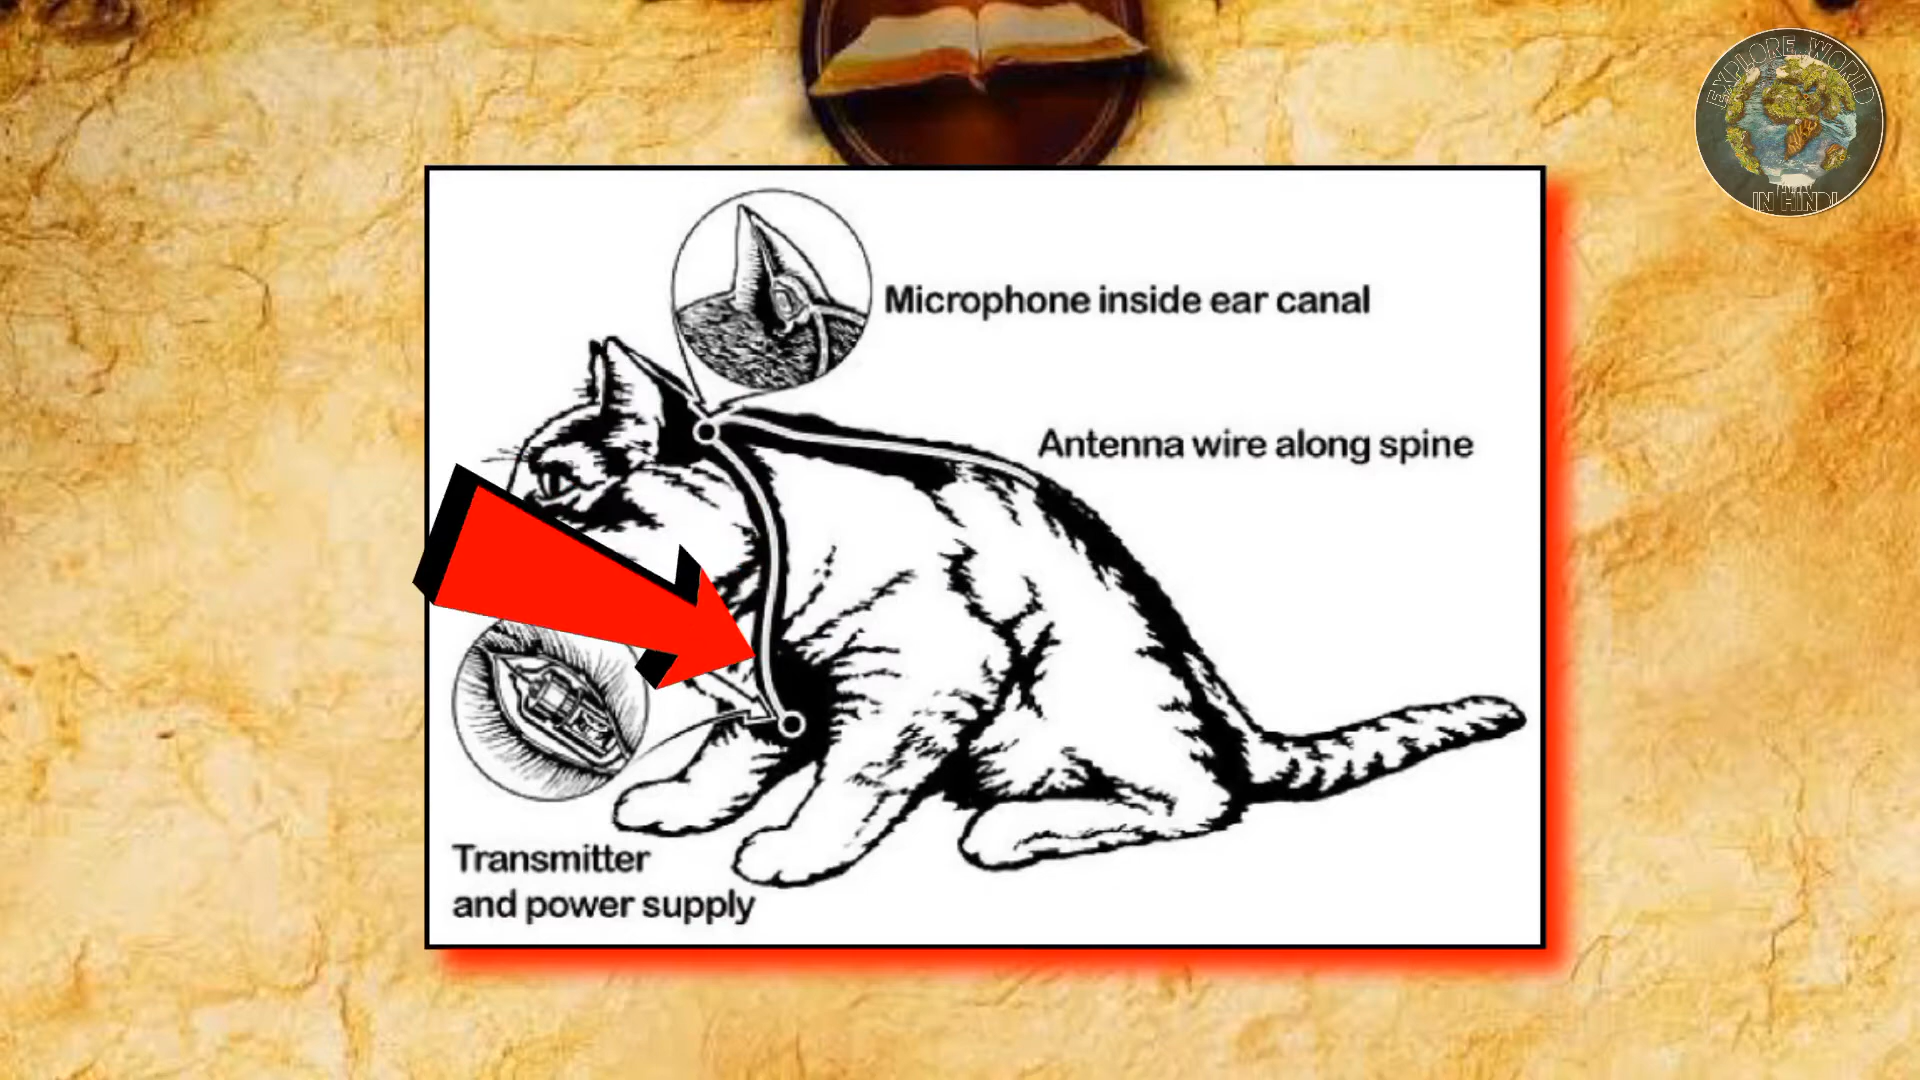 EXPLORE WORLD
IN HINDI
Microphone inside ear canal
Antenna wire along spine
Transmitter
and power supply